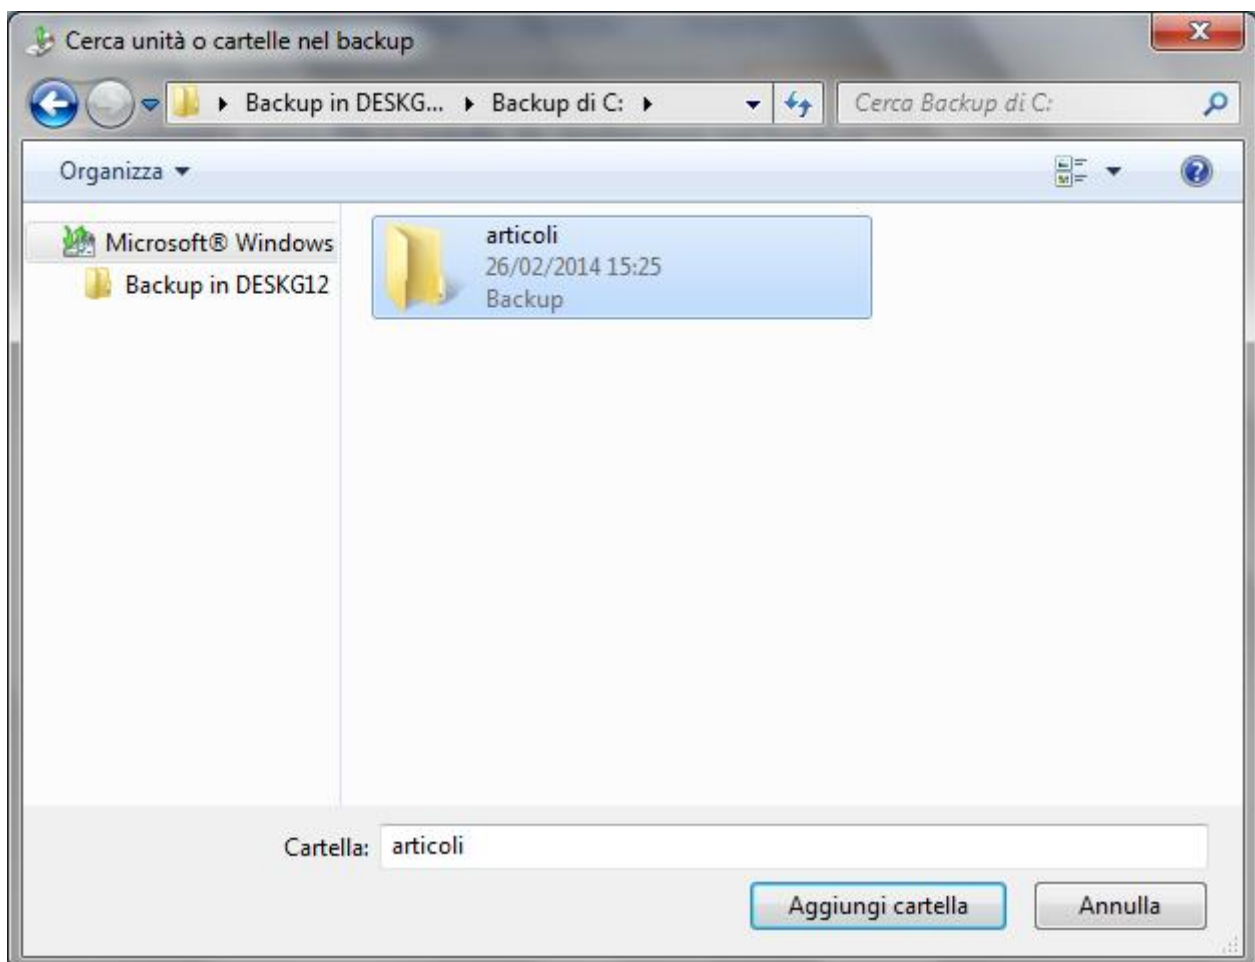 Cerca unità o cartelle nel backup
Backup in DESKG... Backup di C: Cerca Backup di C:
Organizza
Microsoft® Windows
Backup in DESKG12
articoli
26/02/2014 15:25
Backup
Cartella: articoli
Aggiungi cartella Annulla